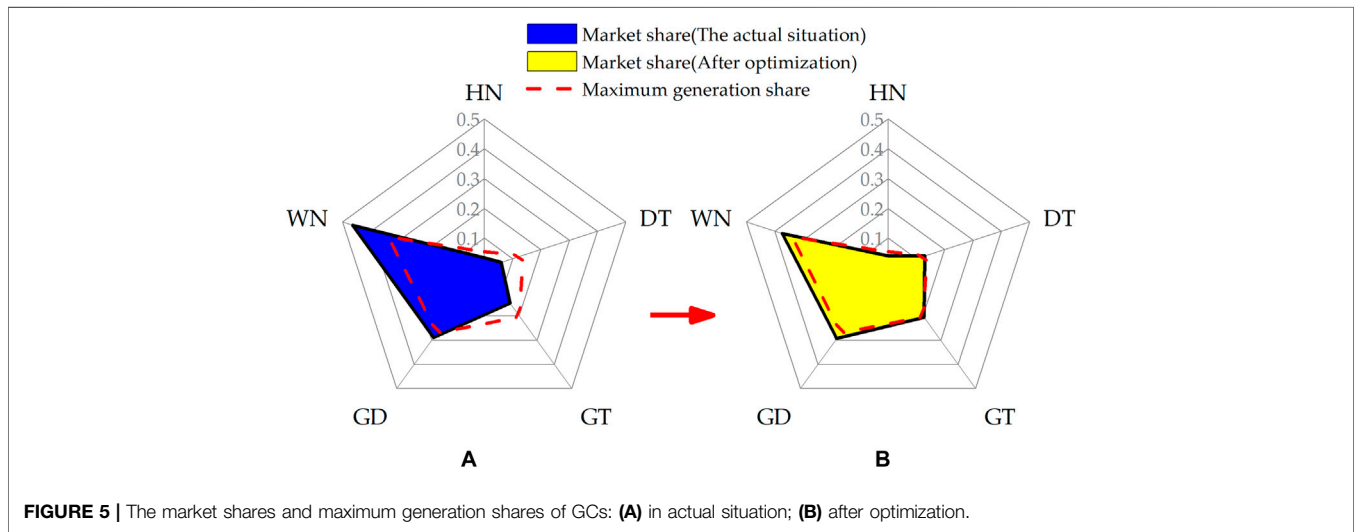 Market share(The actual situation)
Market share(After optimization)
Maximum generation share
HN
0.5
0.4
0.3
0.2
0.1
WN
DT
GD
GT
A
HN
0.5
0.4
0.3
0.2
0.1
WN
DT
GD
GT
B
FIGURE 5 | The market shares and maximum generation shares of GCs: (A) in actual situation; (B) after optimization.